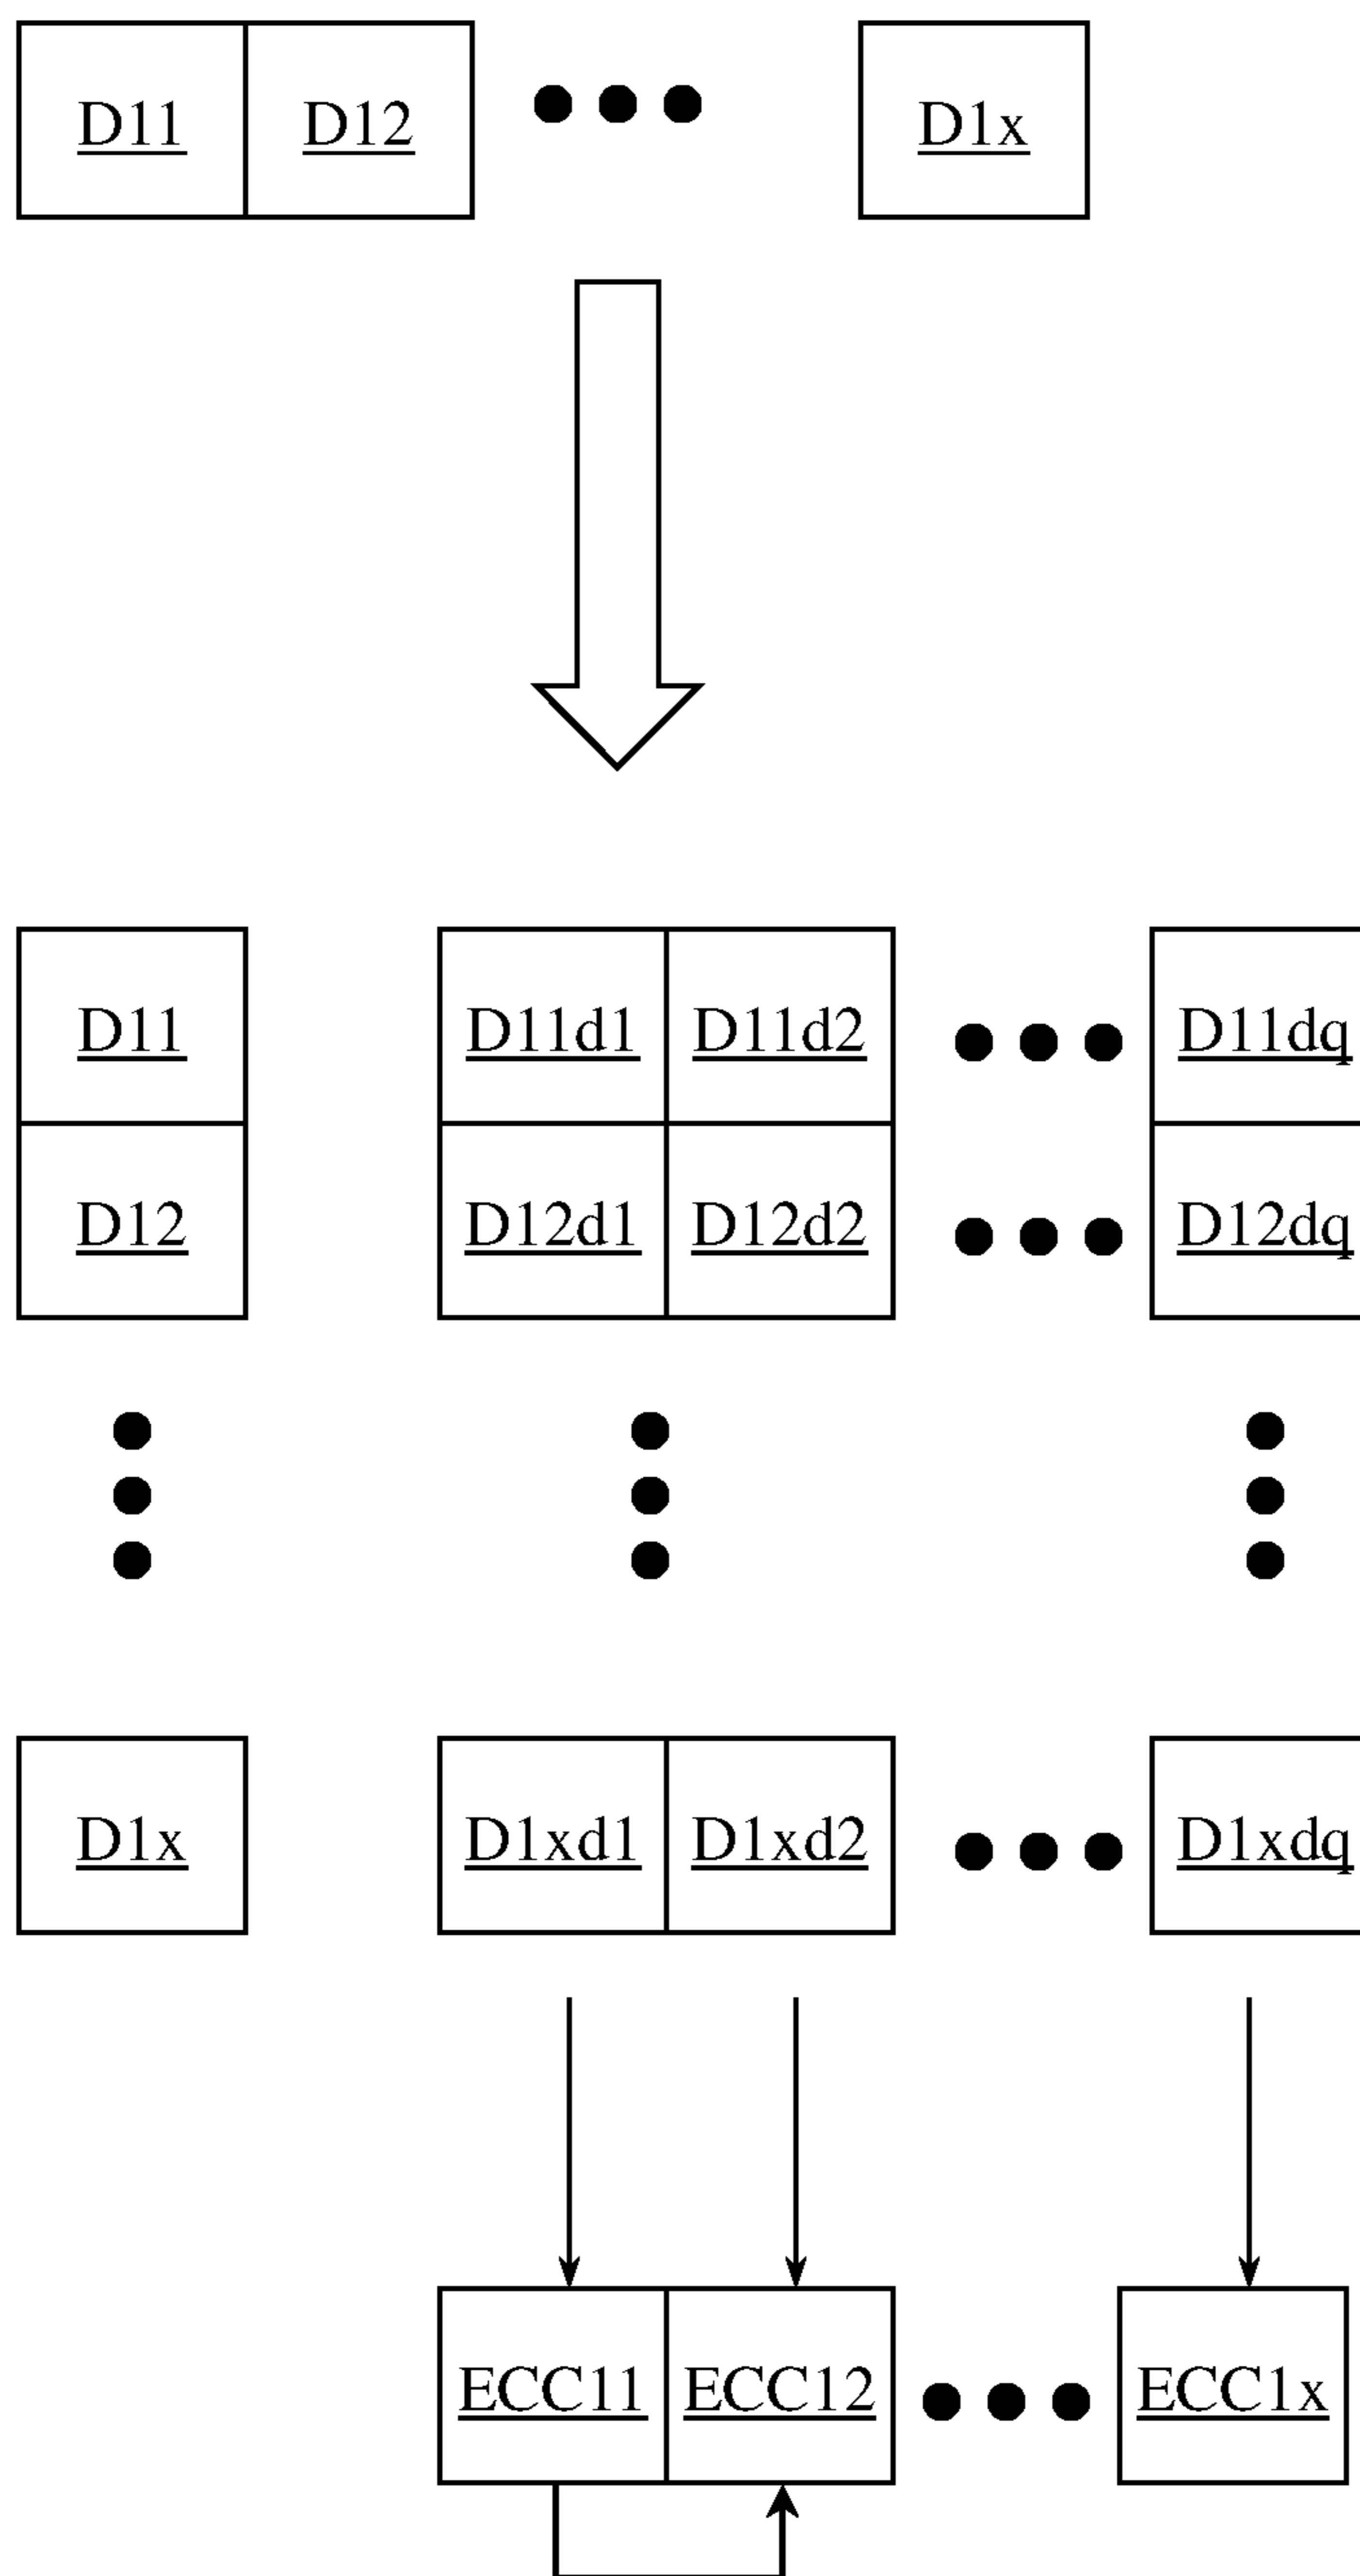 D11 D12 D1x
D11 D11d1 D11d2 D11dq
D12 D12d1 D12d2 D12dq
D1x D1xd1 D1xd2 D1xdq
ECC11 ECC12 ECC1x